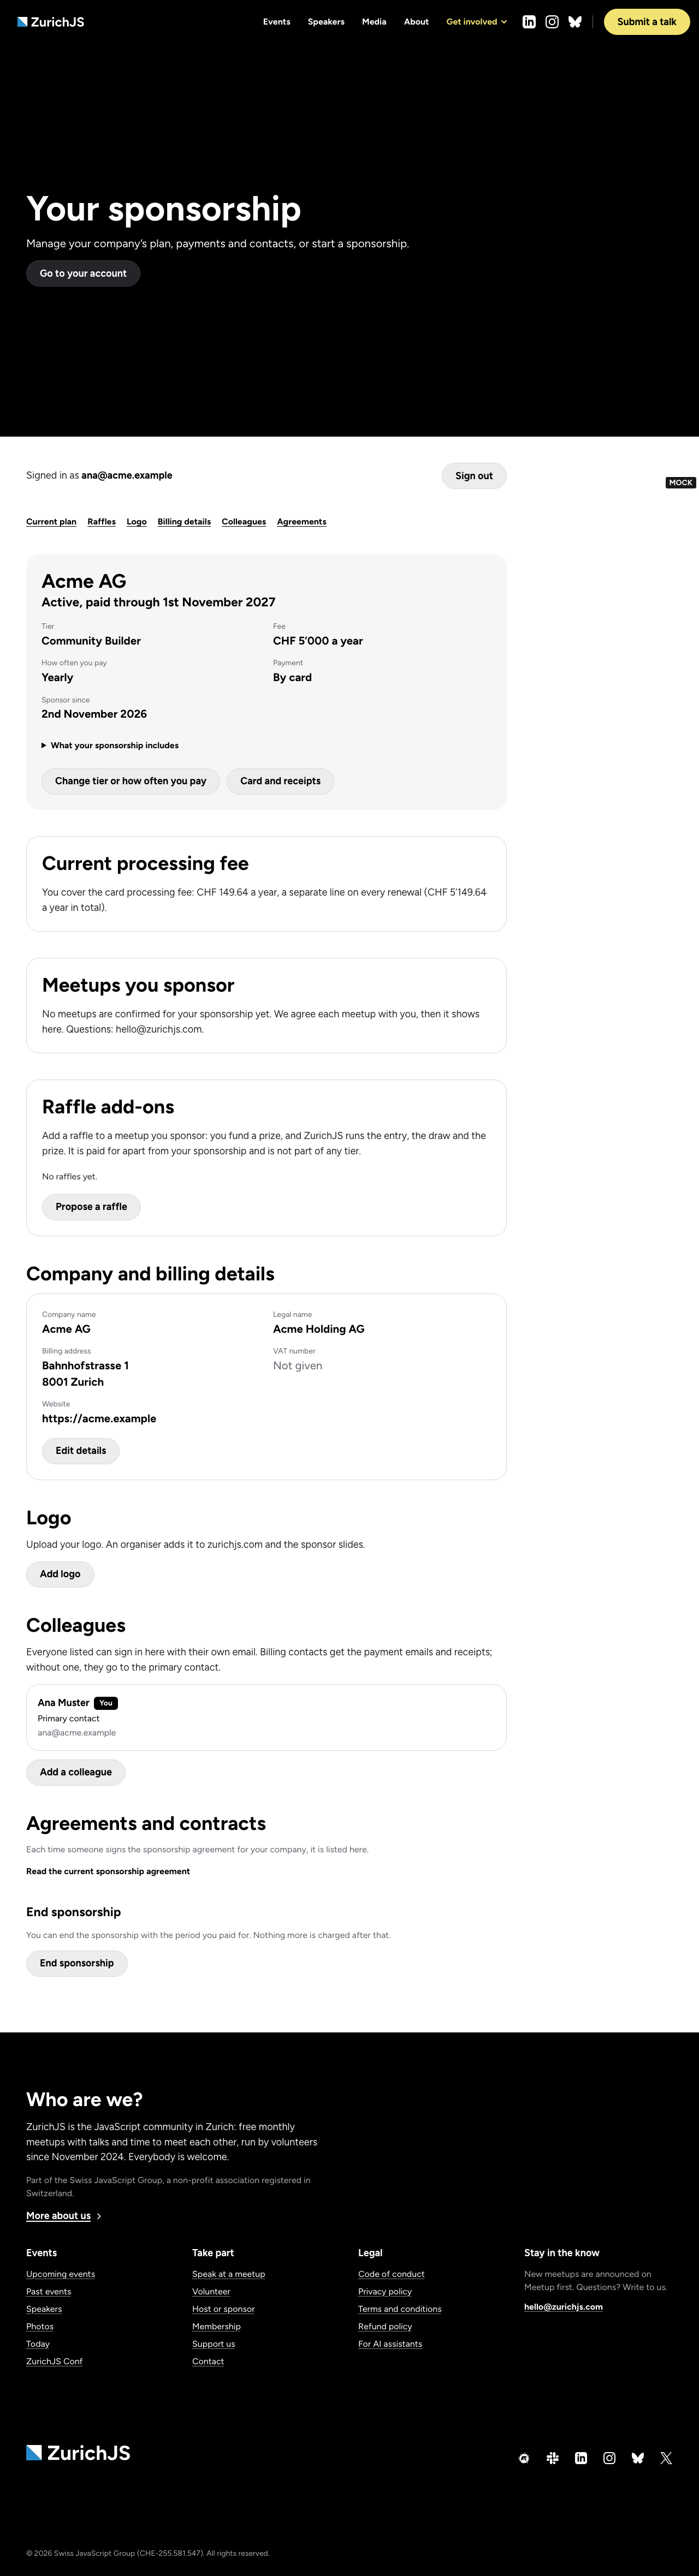 ZurichJS
Events
Speakers
Media
About
Get involved
Submit a talk
Your sponsorship
Manage your company’s plan, payments and contacts, or start a sponsorship.
Go to your account
Signed in as ana@acme.example
Sign out
MOCK
Current plan
Raffles
Logo
Billing details
Colleagues
Agreements
Acme AG
Active, paid through 1st November 2027
Tier
Community Builder
Fee
CHF 5’000 a year
How often you pay
Yearly
Payment
By card
Sponsor since
2nd November 2026
What your sponsorship includes
Change tier or how often you pay
Card and receipts
Current processing fee
You cover the card processing fee: CHF 149.64 a year, a separate line on every renewal (CHF 5’149.64
a year in total).
Meetups you sponsor
No meetups are confirmed for your sponsorship yet. We agree each meetup with you, then it shows
here. Questions: hello@zurichjs.com.
Raffle add-ons
Add a raffle to a meetup you sponsor: you fund a prize, and ZurichJS runs the entry, the draw and the
prize. It is paid for apart from your sponsorship and is not part of any tier.
No raffles yet.
Propose a raffle
Company and billing details
Company name
Acme AG
Legal name
Acme Holding AG
Billing address
Bahnhofstrasse 1
8001 Zurich
VAT number
Not given
Website
https://acme.example
Edit details
Logo
Upload your logo. An organiser adds it to zurichjs.com and the sponsor slides.
Add logo
Colleagues
Everyone listed can sign in here with their own email. Billing contacts get the payment emails and receipts;
without one, they go to the primary contact.
Ana Muster
You
Primary contact
ana@acme.example
Add a colleague
Agreements and contracts
Each time someone signs the sponsorship agreement for your company, it is listed here.
Read the current sponsorship agreement
End sponsorship
You can end the sponsorship with the period you paid for. Nothing more is charged after that.
End sponsorship
Who are we?
ZurichJS is the JavaScript community in Zurich: free monthly
meetups with talks and time to meet each other, run by volunteers
since November 2024. Everybody is welcome.
Part of the Swiss JavaScript Group, a non-profit association registered in
Switzerland.
More about us
Events
Upcoming events
Past events
Speakers
Photos
Today
ZurichJS Conf
Take part
Speak at a meetup
Volunteer
Host or sponsor
Membership
Support us
Contact
Legal
Code of conduct
Privacy policy
Terms and conditions
Refund policy
For AI assistants
Stay in the know
New meetups are announced on
Meetup first. Questions? Write to us.
hello@zurichjs.com
ZurichJS
© 2026 Swiss JavaScript Group (CHE-255.581.547). All rights reserved.